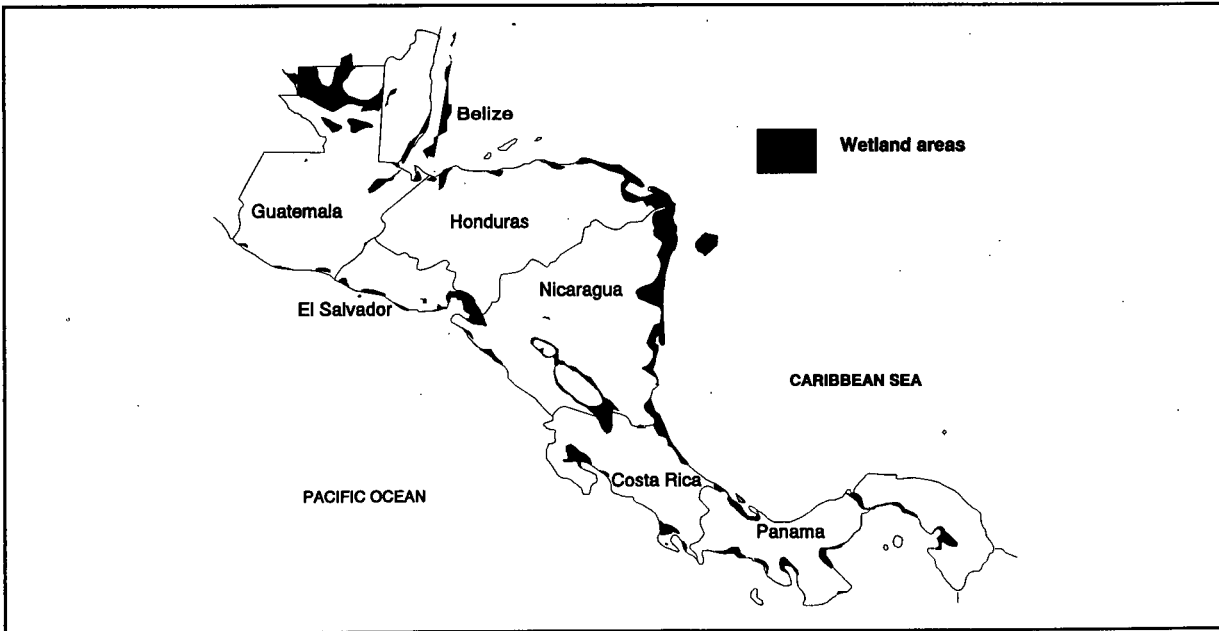 Belize
Wetland areas
Guatemala
Honduras
Nicaragua
El Salvador
CARIBBEAN SEA
Costa Rica
PACIFIC OCEAN
Panama